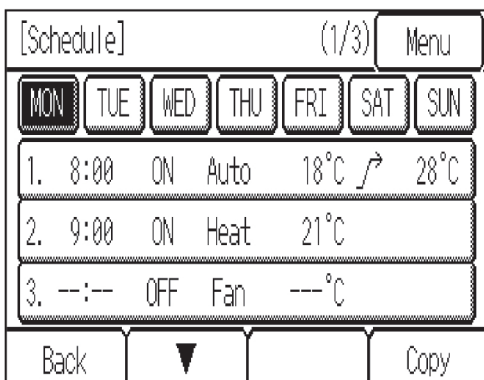 [Schedule] (1/3) Menu
MON TUE WED THU FRI SAT SUN
1. 8:00 ON Auto 18°C 28°C
2. 9:00 ON Heat 21°C
3. --:-- OFF Fan ---°C
Back ▼ Copy